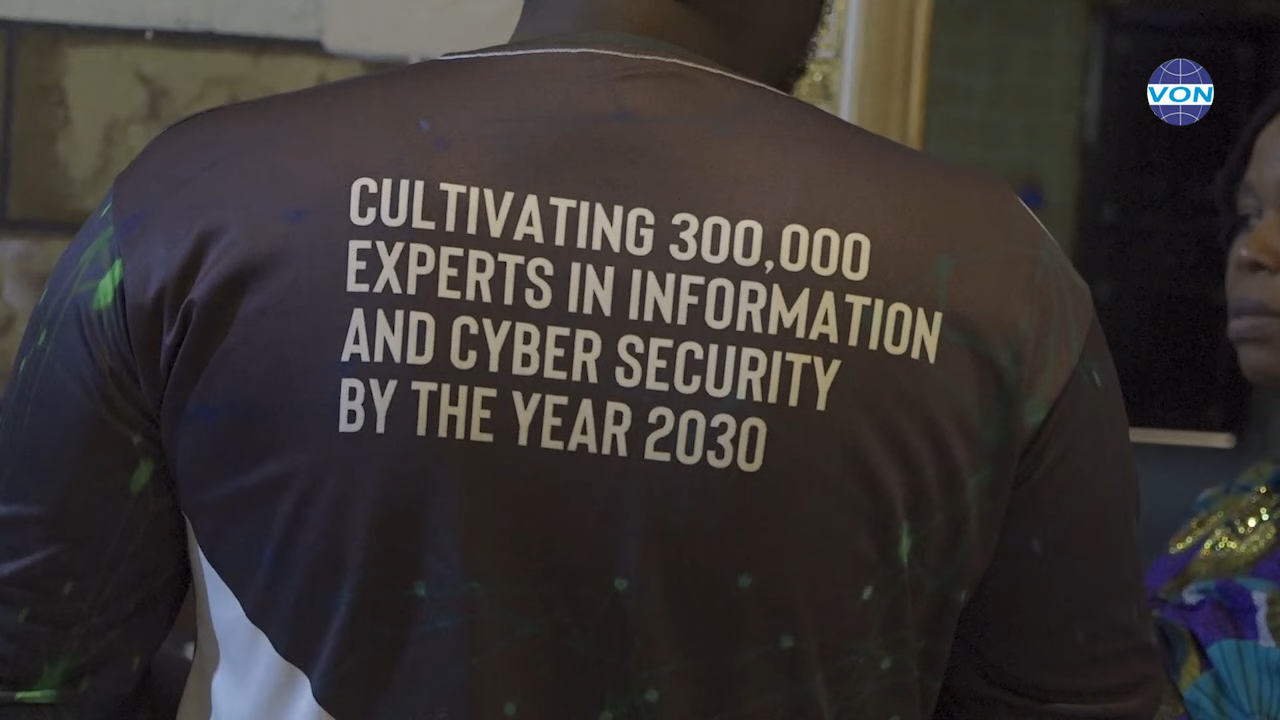 VON
CULTIVATING 300,000
EXPERTS IN INFORMATION
AND CYBER SECURITY
BY THE YEAR 2030